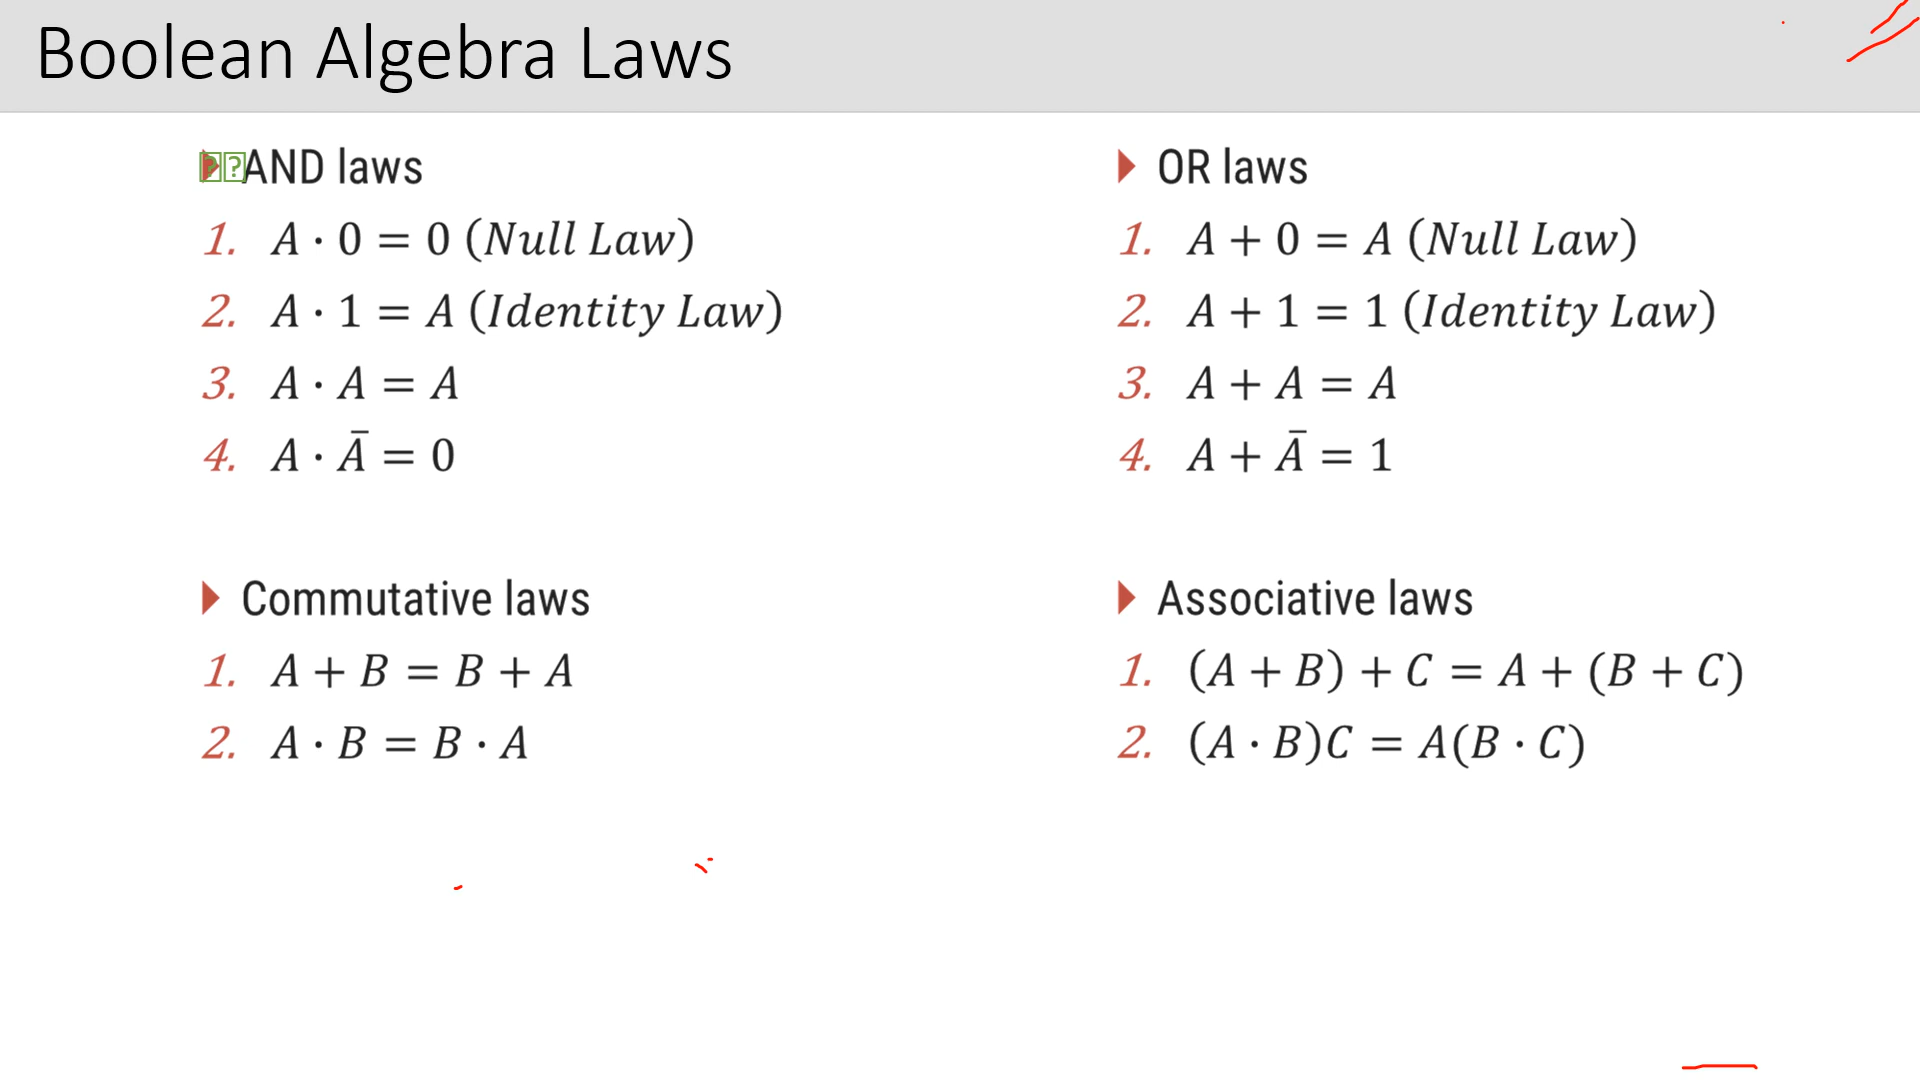 Boolean Algebra Laws
AND laws
1. A · 0 = 0 (Null Law)
2. A · 1 = A (Identity Law)
3. A · A = A
4. A · Ā = 0
Commutative laws
1. A + B = B + A
2. A · B = B · A
OR laws
1. A + 0 = A (Null Law)
2. A + 1 = 1 (Identity Law)
3. A + A = A
4. A + Ā = 1
Associative laws
1. (A + B) + C = A + (B + C)
2. (A · B)C = A(B · C)